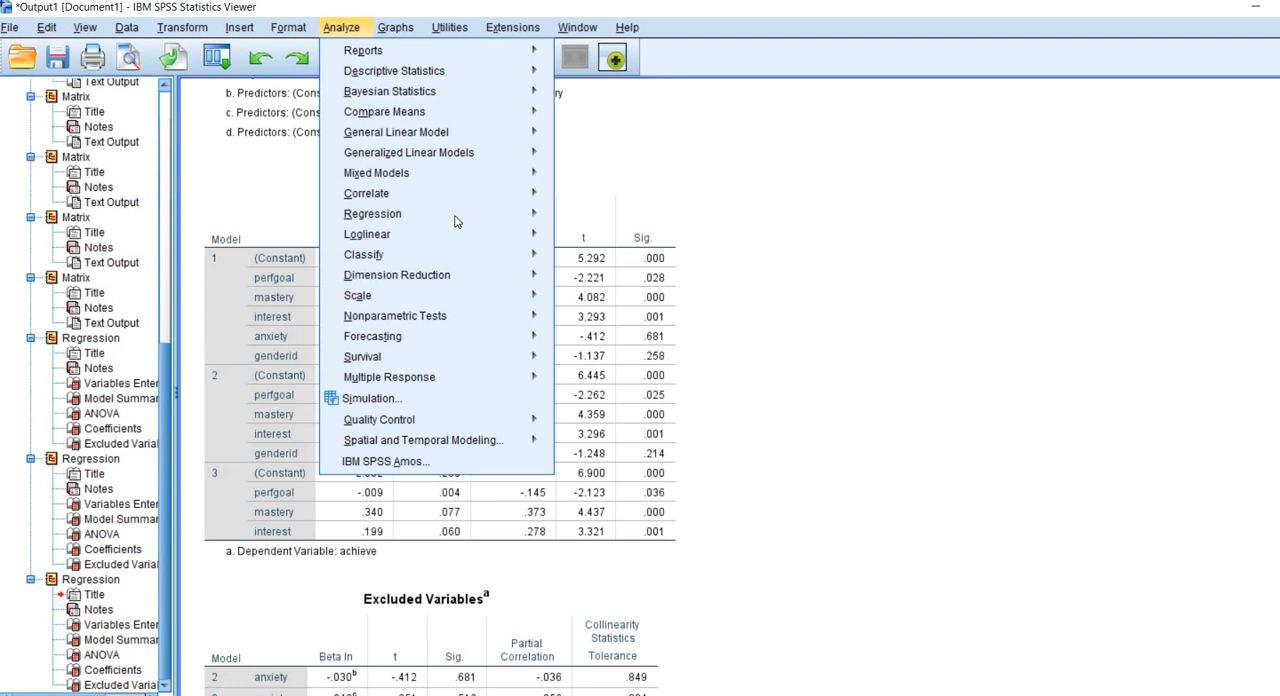 *Output1 [Document1] - IBM SPSS Statistics Viewer
File Edit View Data Transform Insert Format Analyze Graphs Utilities Extensions Window Help
Text Output
Matrix
Title
Notes
Text Output
Matrix
Title
Notes
Text Output
Matrix
Title
Notes
Text Output
Matrix
Title
Notes
Text Output
Regression
Title
Notes
Variables Enter
Model Summar
ANOVA
Coefficients
Excluded Varia
Regression
Title
Notes
Variables Enter
Model Summar
ANOVA
Coefficients
Excluded Varia
Regression
Title
Notes
Variables Enter
Model Summar
ANOVA
Coefficients
Excluded Varia
Reports
Descriptive Statistics
Bayesian Statistics
Compare Means
General Linear Model
Generalized Linear Models
Mixed Models
Correlate
Regression
Loglinear
Classify
Dimension Reduction
Scale
Nonparametric Tests
Forecasting
Survival
Multiple Response
Simulation...
Quality Control
Spatial and Temporal Modeling...
IBM SPSS Amos...
b. Predictors: (Cons ry
c. Predictors: (Cons
d. Predictors: (Cons
Model t Sig.
1 (Constant) 5.292 .000
perfgoal -2.221 .028
mastery 4.082 .000
interest 3.293 .001
anxiety -.412 .681
genderid -1.137 .258
2 (Constant) 6.445 .000
perfgoal -2.262 .025
mastery 4.359 .000
interest 3.296 .001
genderid -1.248 .214
3 (Constant) 6.900 .000
perfgoal -.009 .004 -.145 -2.123 .036
mastery .340 .077 .373 4.437 .000
interest .199 .060 .278 3.321 .001
a. Dependent Variable: achieve
Excluded Variablesa
Collinearity
Statistics
Partial
Model Beta In t Sig. Correlation Tolerance
2 anxiety -.030b -.412 .681 -.036 .849